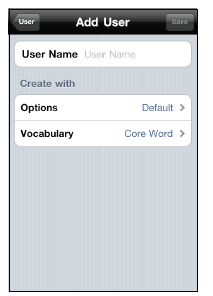 User Add User Save
User Name User Name
Create with
Options Default
Vocabulary Core Word